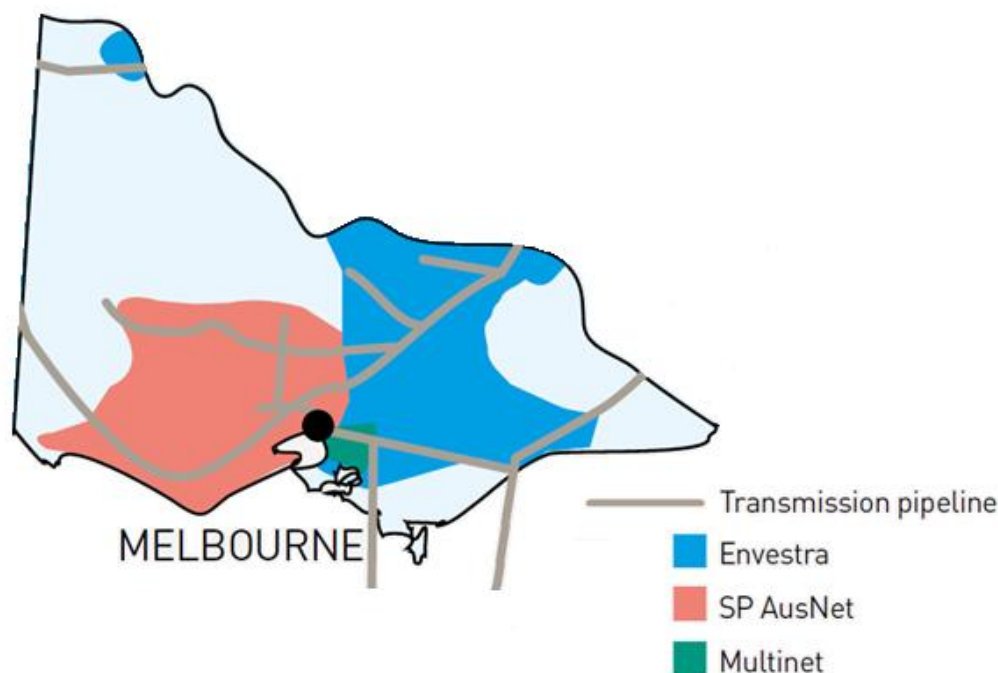 MELBOURNE
Transmission pipeline
Envestra
SP AusNet
Multinet